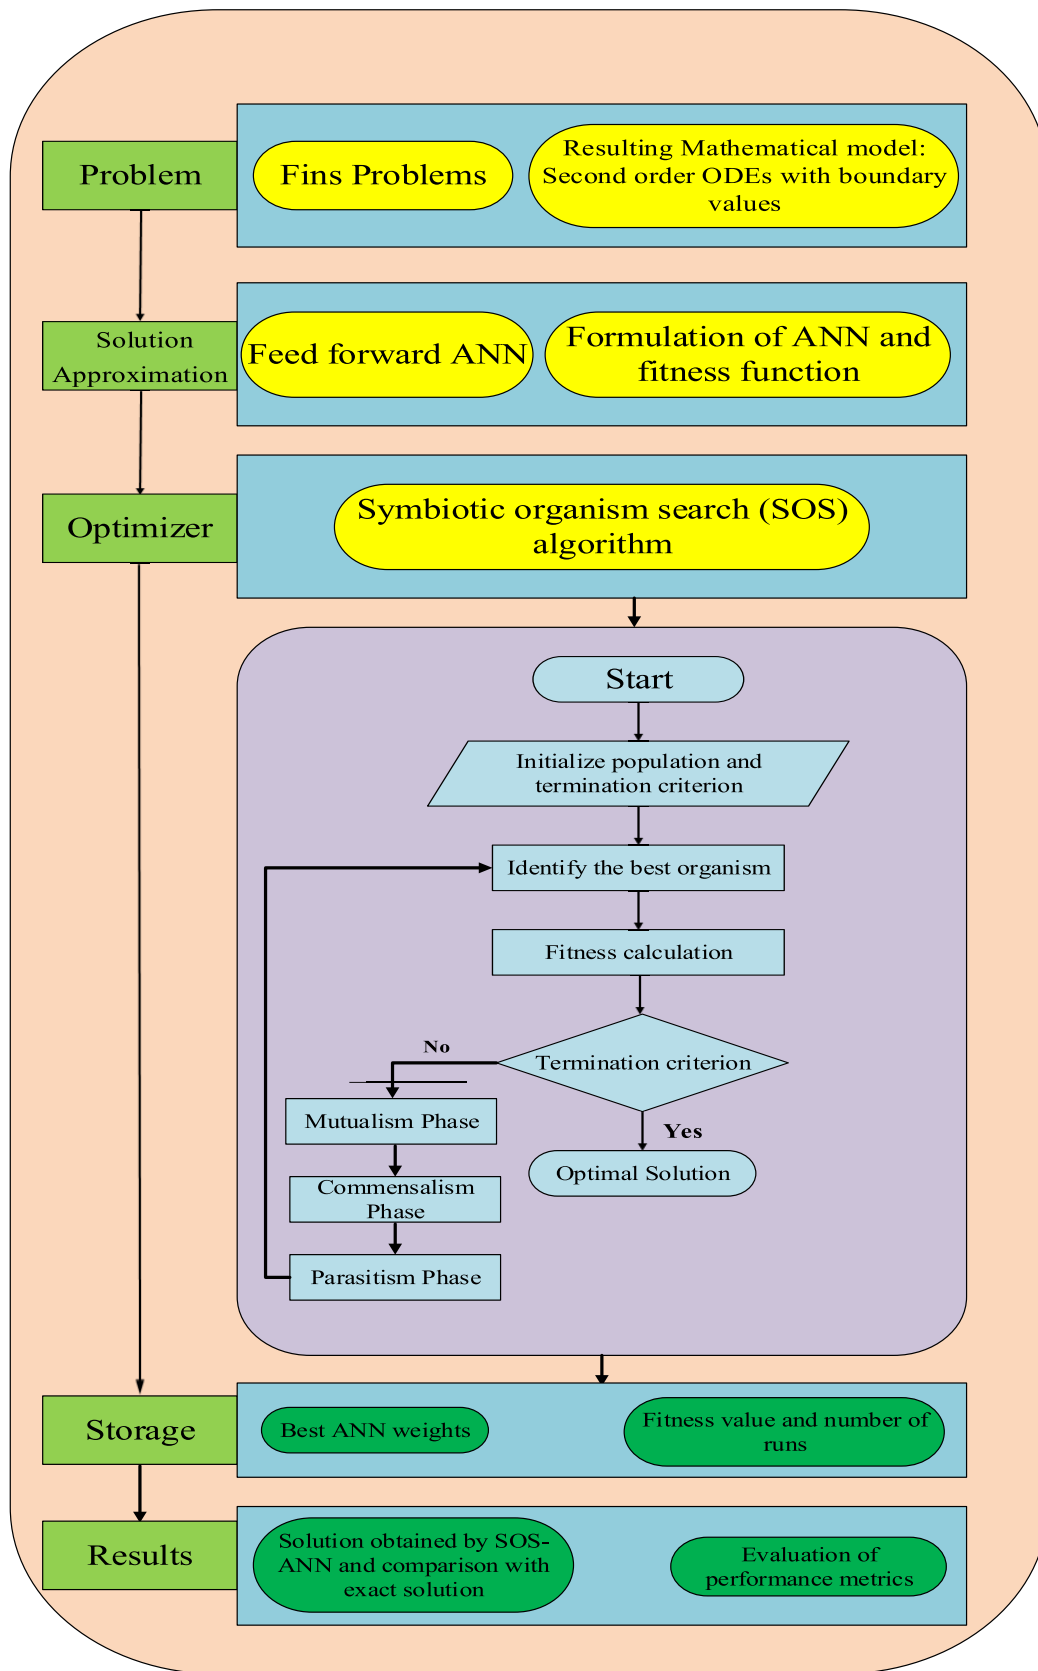 Problem
Fins Problems
Resulting Mathematical model:
Second order ODEs with boundary
values
Solution
Approximation
Feed forward ANN
Formulation of ANN and
fitness function
Optimizer
Symbiotic organism search (SOS)
algorithm
Start
Initialize population and
termination criterion
Identify the best organism
Fitness calculation
Termination criterion
No
Yes
Mutualism Phase
Commensalism
Phase
Parasitism Phase
Optimal Solution
Storage
Best ANN weights
Fitness value and number of
runs
Results
Solution obtained by SOS-
ANN and comparison with
exact solution
Evaluation of
performance metrics